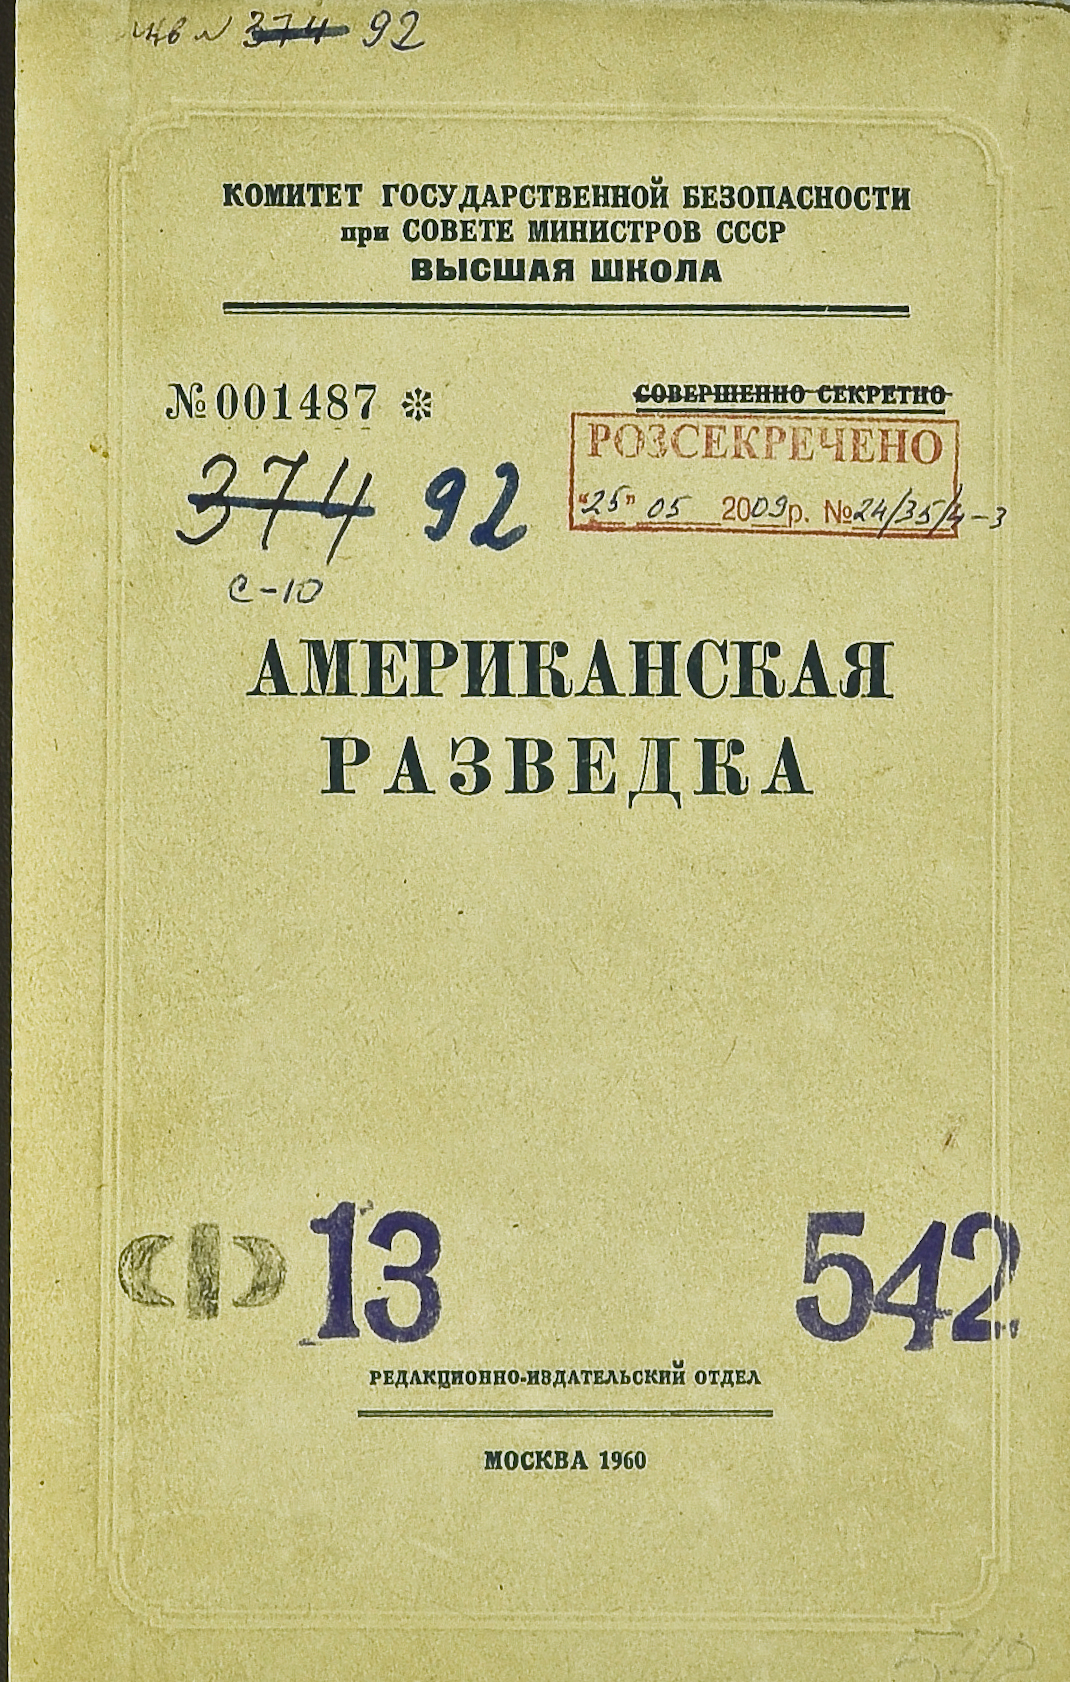 инв № 374 92
КОМИТЕТ ГОСУДАРСТВЕННОЙ БЕЗОПАСНОСТИ
при СОВЕТЕ МИНИСТРОВ СССР
ВЫСШАЯ ШКОЛА
№ 001487 *
СОВЕРШЕННО СЕКРЕТНО
РОЗСЕКРЕЧЕНО
"25" 05 2009р. №24/35/4-3
374 92
с-10
АМЕРИКАНСКАЯ
РАЗВЕДКА
Ф 13 542
РЕДАКЦИОННО-ИЗДАТЕЛЬСКИЙ ОТДЕЛ
МОСКВА 1960
542